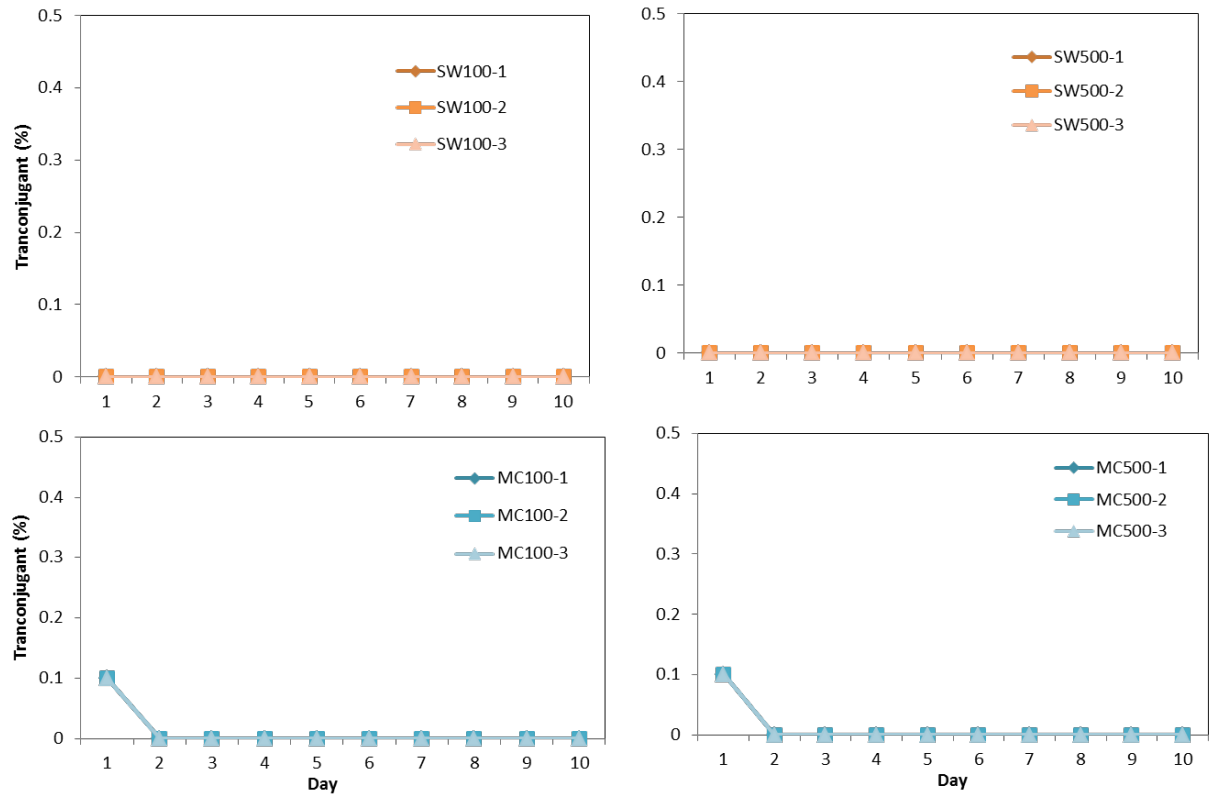 0.5
0.4
0.3
0.2
0.1
0
Tranconjugant (%)
SW100-1
SW100-2
SW100-3
1 2 3 4 5 6 7 8 9 10
0.5
0.4
0.3
0.2
0.1
0
SW500-1
SW500-2
SW500-3
1 2 3 4 5 6 7 8 9 10
0.5
0.4
0.3
0.2
0.1
0
Tranconjugant (%)
MC100-1
MC100-2
MC100-3
1 2 3 4 5 6 7 8 9 10
Day
0.5
0.4
0.3
0.2
0.1
0
MC500-1
MC500-2
MC500-3
1 2 3 4 5 6 7 8 9 10
Day